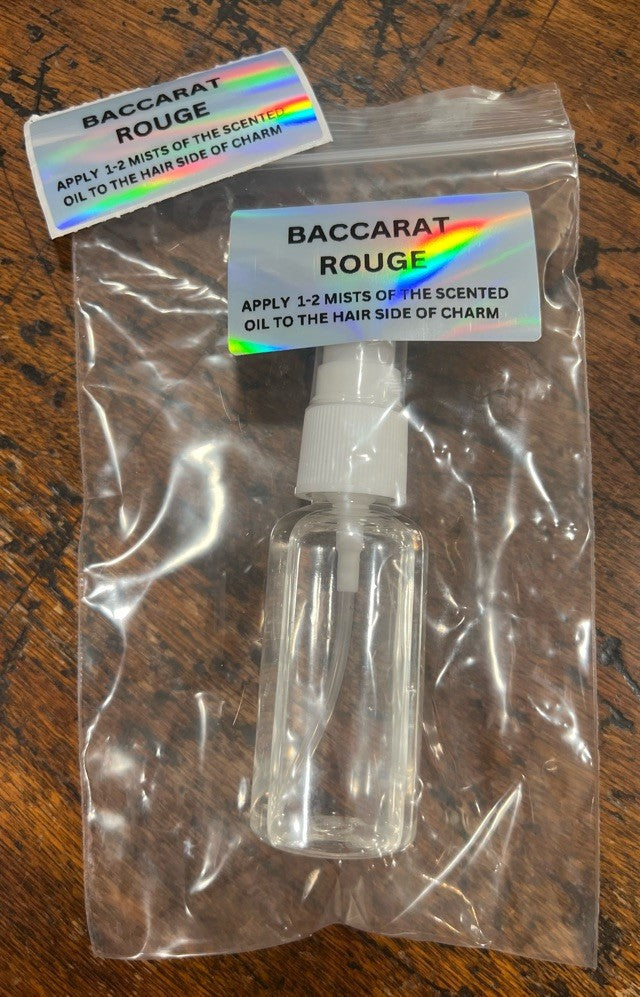 BACCARAT
ROUGE
APPLY 1-2 MISTS OF THE SCENTED
OIL TO THE HAIR SIDE OF CHARM
BACCARAT
ROUGE
APPLY 1-2 MISTS OF THE SCENTED
OIL TO THE HAIR SIDE OF CHARM